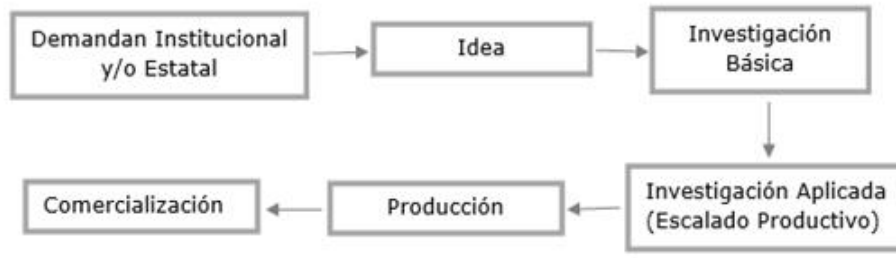 Demandan Institucional
y/o Estatal
Idea
Investigación
Básica
Investigación Aplicada
(Escalado Productivo)
Producción
Comercialización